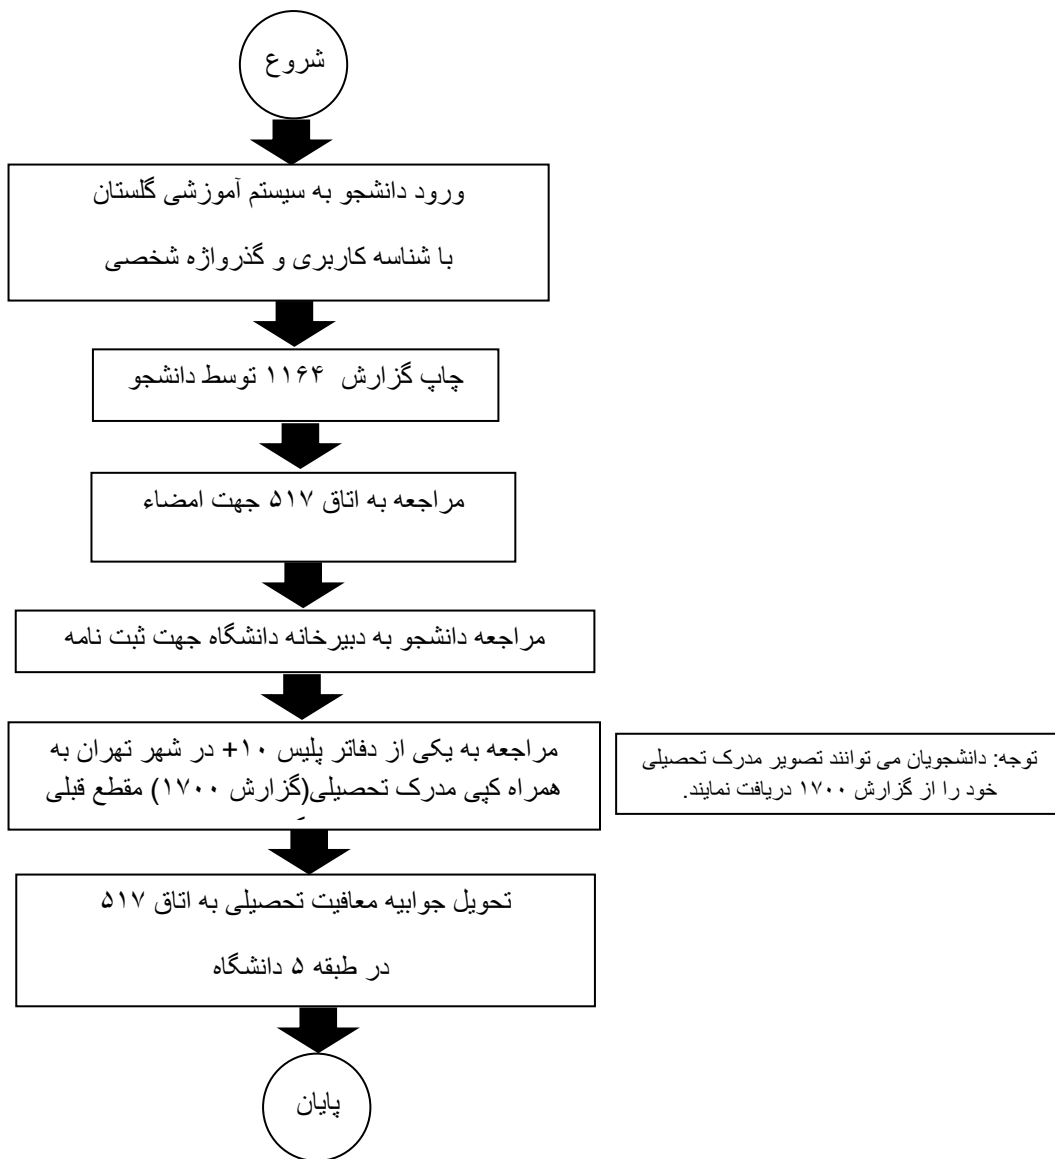 شروع
ورود دانشجو به سیستم آموزشی گلستان
با شناسه کاربری و گذرواژه شخصی
چاپ گزارش ۱۱۶۴ توسط دانشجو
مراجعه به اتاق ۵۱۷ جهت امضاء
مراجعه دانشجو به دبیرخانه دانشگاه جهت ثبت نامه
مراجعه به یکی از دفاتر پلیس ۱۰+ در شهر تهران به
همراه کپی مدرک تحصیلی(گزارش ۱۷۰۰) مقطع قبلی
توجه: دانشجویان می توانند تصویر مدرک تحصیلی
خود را از گزارش ۱۷۰۰ دریافت نمایند.
تحویل جوابیه معافیت تحصیلی به اتاق ۵۱۷
در طبقه ۵ دانشگاه
پایان